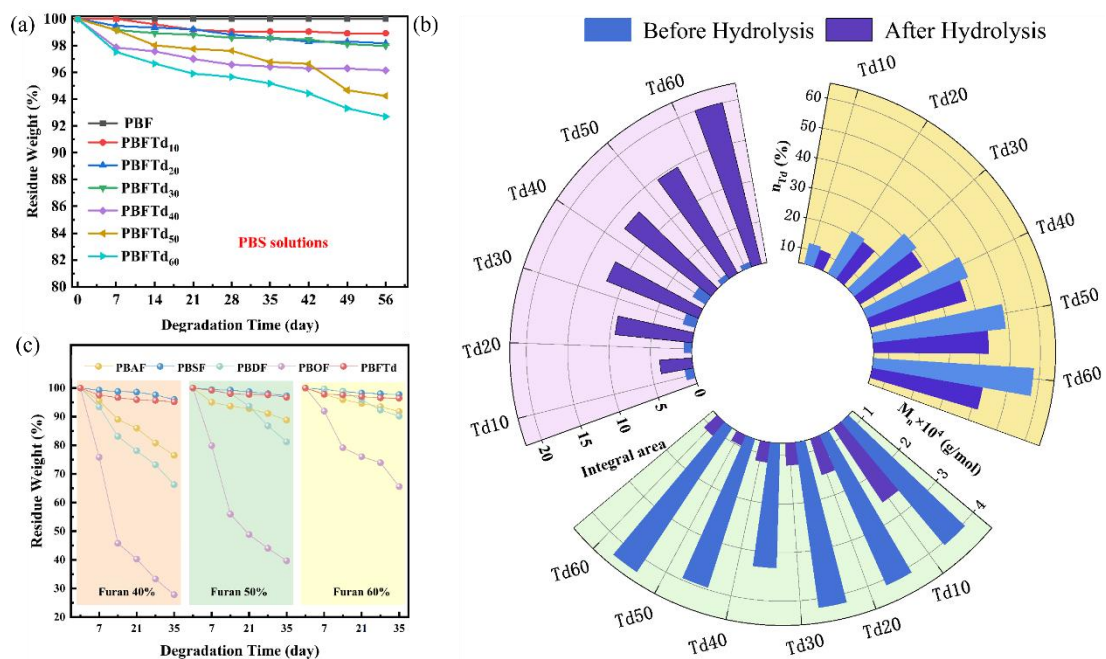 (a)
100
98
96
94
92
90
88
86
84
82
80
Residue Weight (%)
PBF
PBFTd10
PBFTd20
PBFTd30
PBFTd40
PBFTd50
PBFTd60
PBS solutions
0 7 14 21 28 35 42 49 56
Degradation Time (day)
(b)
Before Hydrolysis After Hydrolysis
Td10
Td20
Td30
Td40
Td50
Td60
60
50
40
30
20
10
nTd (%)
Td60
Td50
Td40
Td30
Td20
Td10
20
15
10
5
0
Integral area
Mn ×10⁴ (g/mol)
1
2
3
4
Td60
Td50
Td40
Td30
Td20
Td10
(c)
PBAF PBSF PBDF PBOF PBFTd
100
90
80
70
60
50
40
30
20
Residue Weight (%)
Furan 40% Furan 50% Furan 60%
7 21 35 7 21 35 7 21 35
Degradation Time (day)